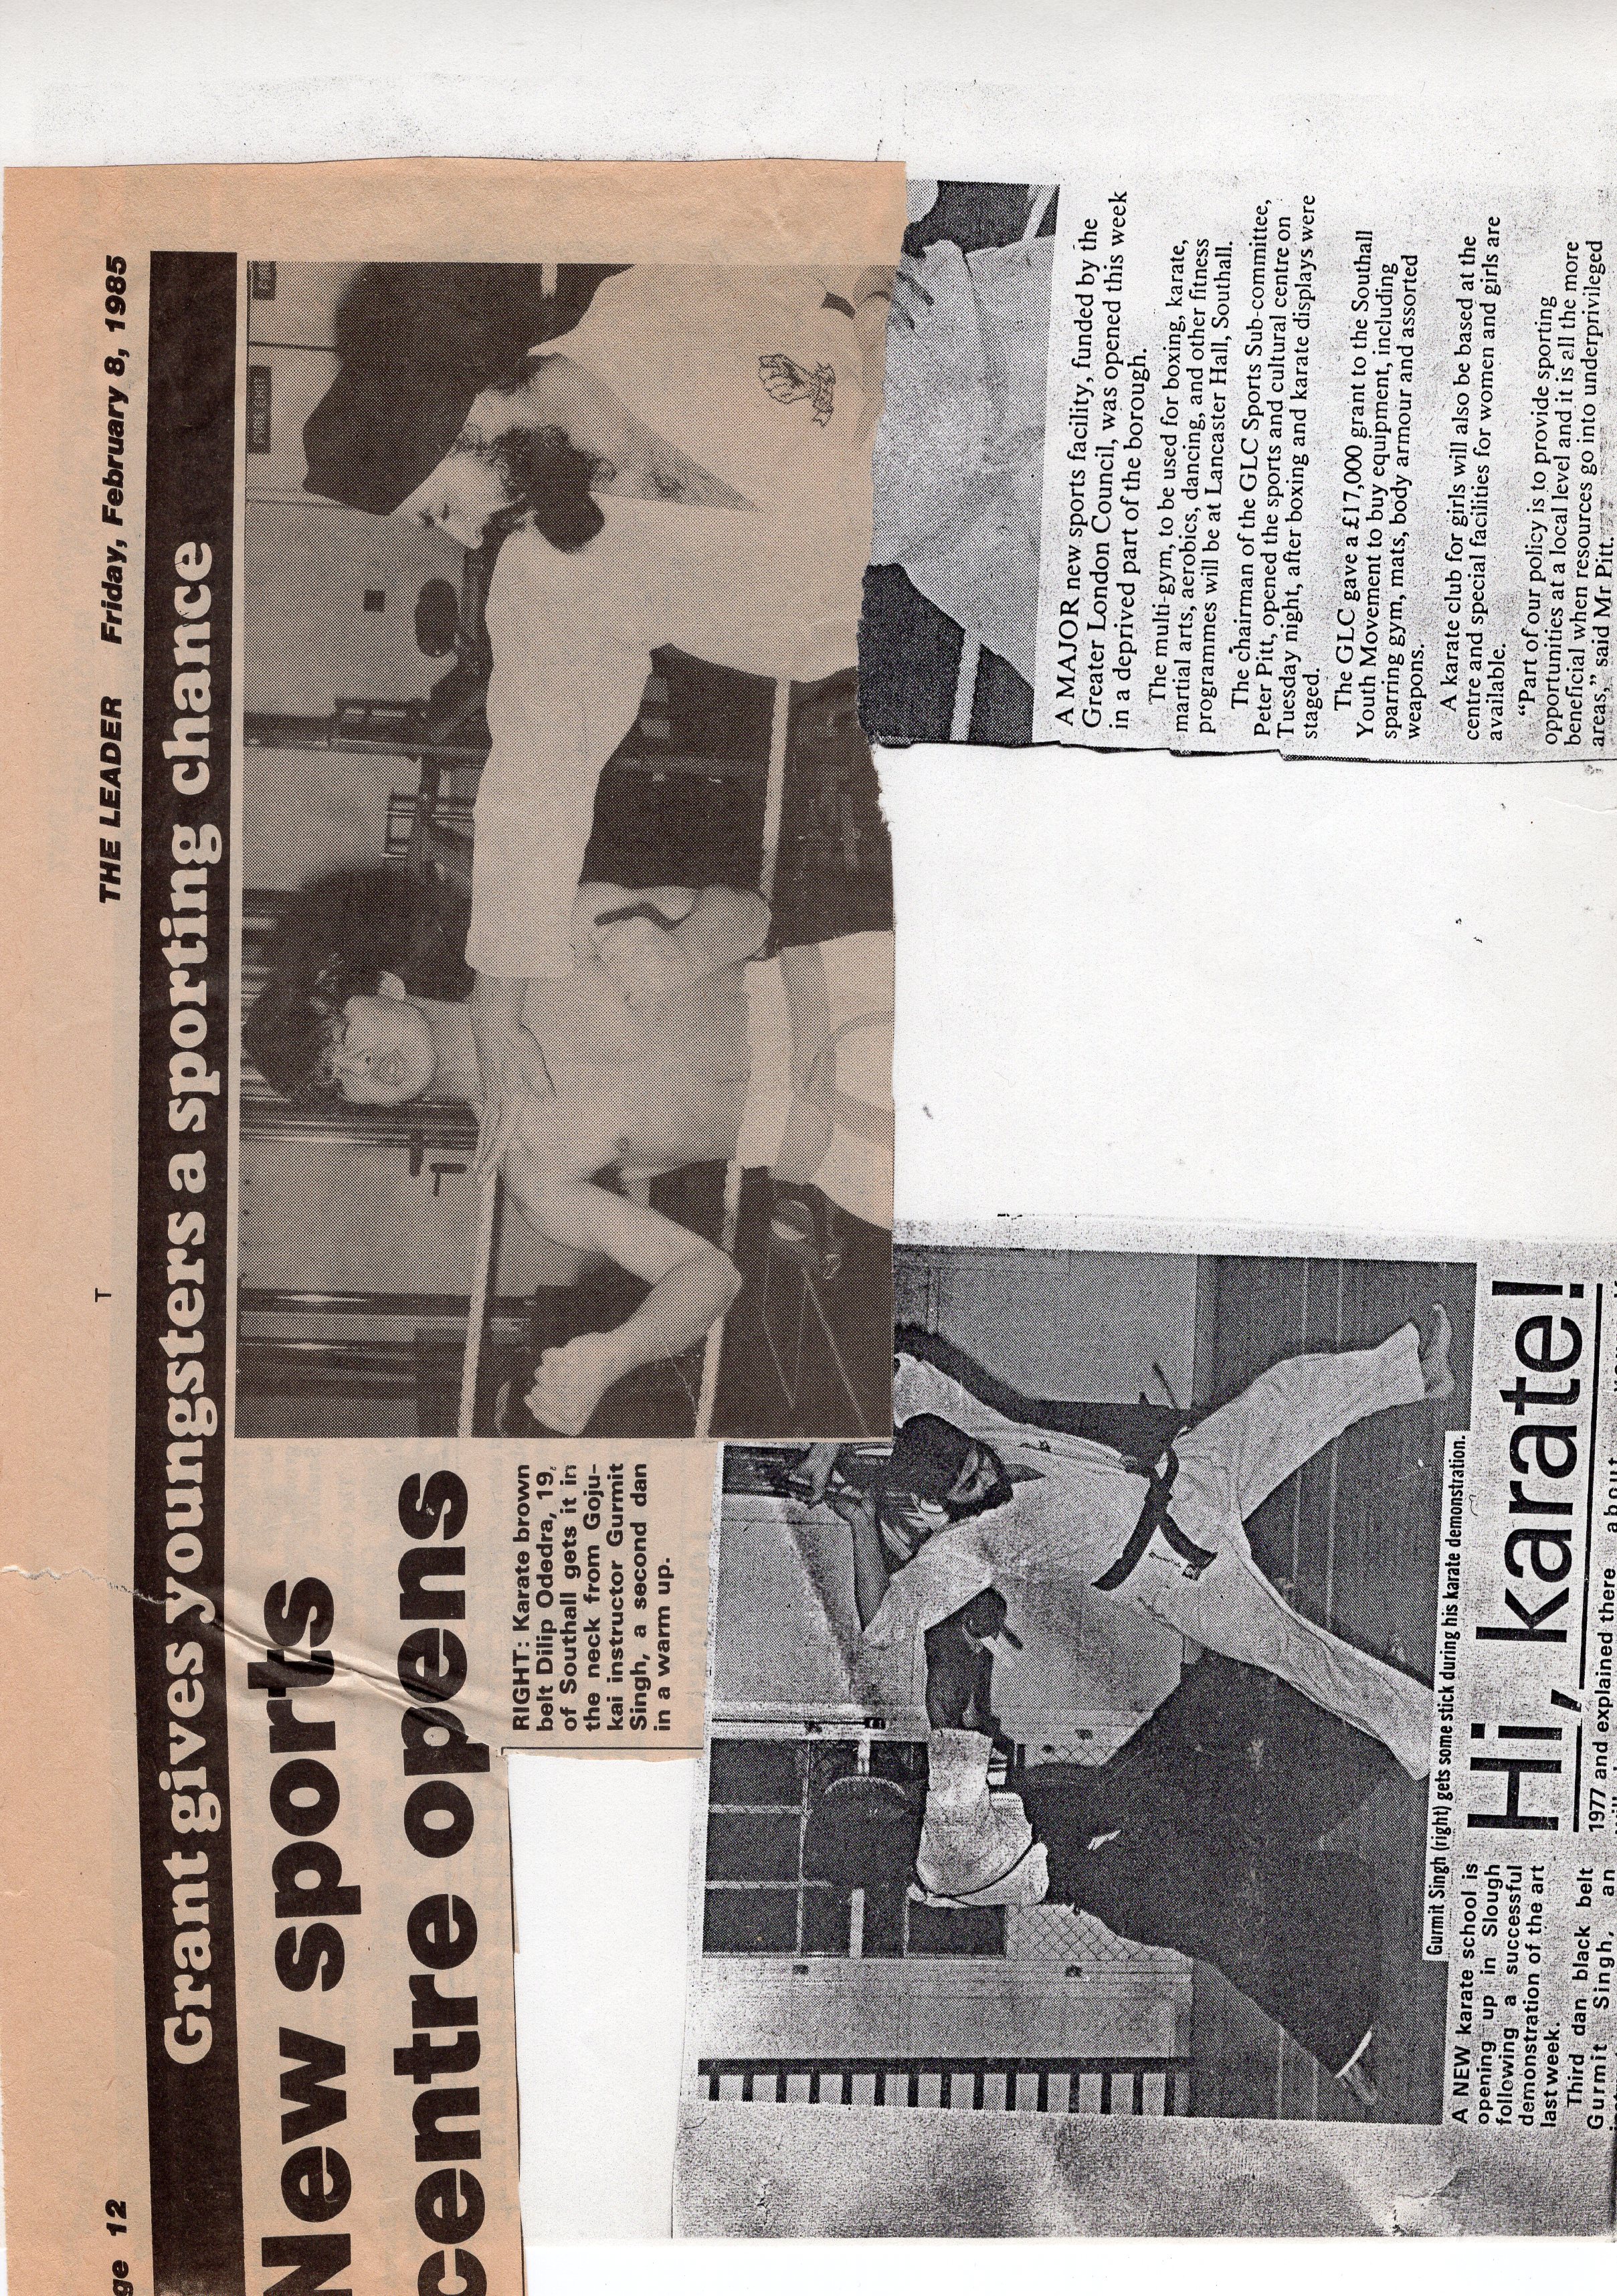 ge 12
THE LEADER Friday, February 8, 1985
T
Grant gives youngsters a sporting chance
New sports
centre opens
RIGHT: Karate brown
belt Dilip Odedra, 19,
of Southall gets it in
the neck from Goju-
kai instructor Gurmit
Singh, a second dan
in a warm up.
FIRE EXIT
FIR
A MAJOR new sports facility, funded by the
Greater London Council, was opened this week
in a deprived part of the borough.
The multi-gym, to be used for boxing, karate,
martial arts, aerobics, dancing, and other fitness
programmes will be at Lancaster Hall, Southall.
The chairman of the GLC Sports Sub-committee,
Peter Pitt, opened the sports and cultural centre on
Tuesday night, after boxing and karate displays were
staged.
The GLC gave a £17,000 grant to the Southall
Youth Movement to buy equipment, including
sparring gym, mats, body armour and assorted
weapons.
A karate club for girls will also be based at the
centre and special facilities for women and girls are
available.
"Part of our policy is to provide sporting
opportunities at a local level and it is all the more
beneficial when resources go into underprivileged
areas," said Mr Pitt.
Gurmit Singh (right) gets some stick during his karate demonstration.
Hi, karate!
A NEW karate school is
opening up in Slough
following a successful
demonstration of the art
last week.
Third dan black belt
Gurmit Singh, an
1977 and explained there
about